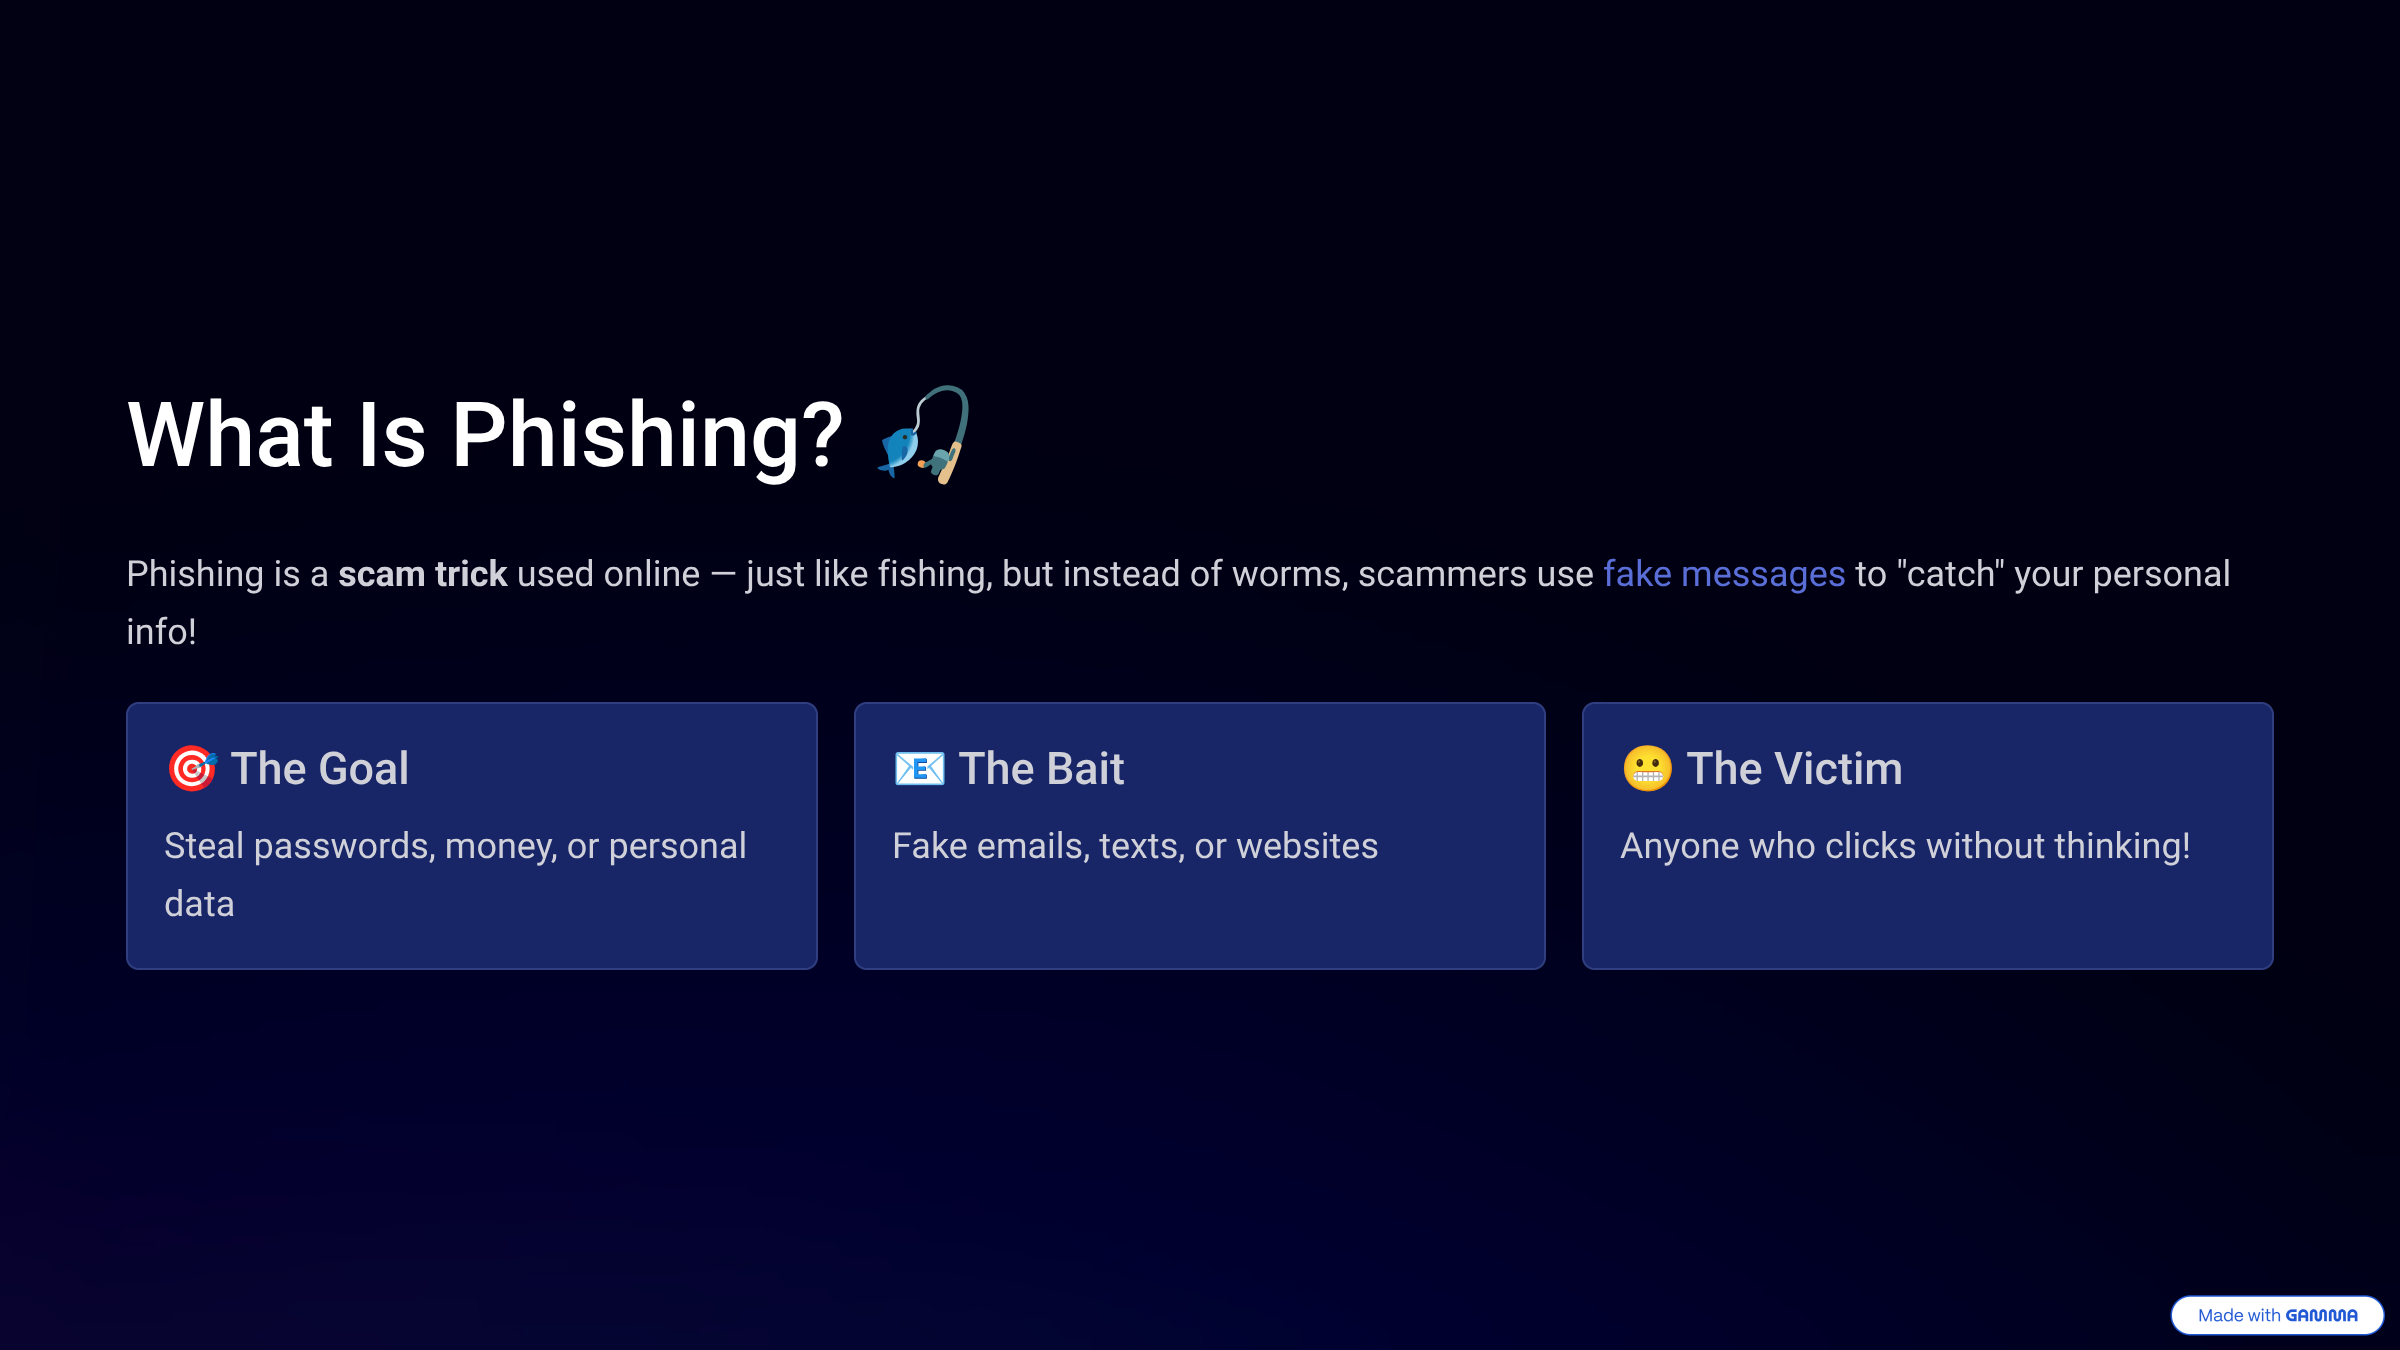 What Is Phishing? 🎣
Phishing is a scam trick used online — just like fishing, but instead of worms, scammers use fake messages to "catch" your personal
info!
🎯 The Goal
Steal passwords, money, or personal
data
📧 The Bait
Fake emails, texts, or websites
😬 The Victim
Anyone who clicks without thinking!
Made with GAMMA